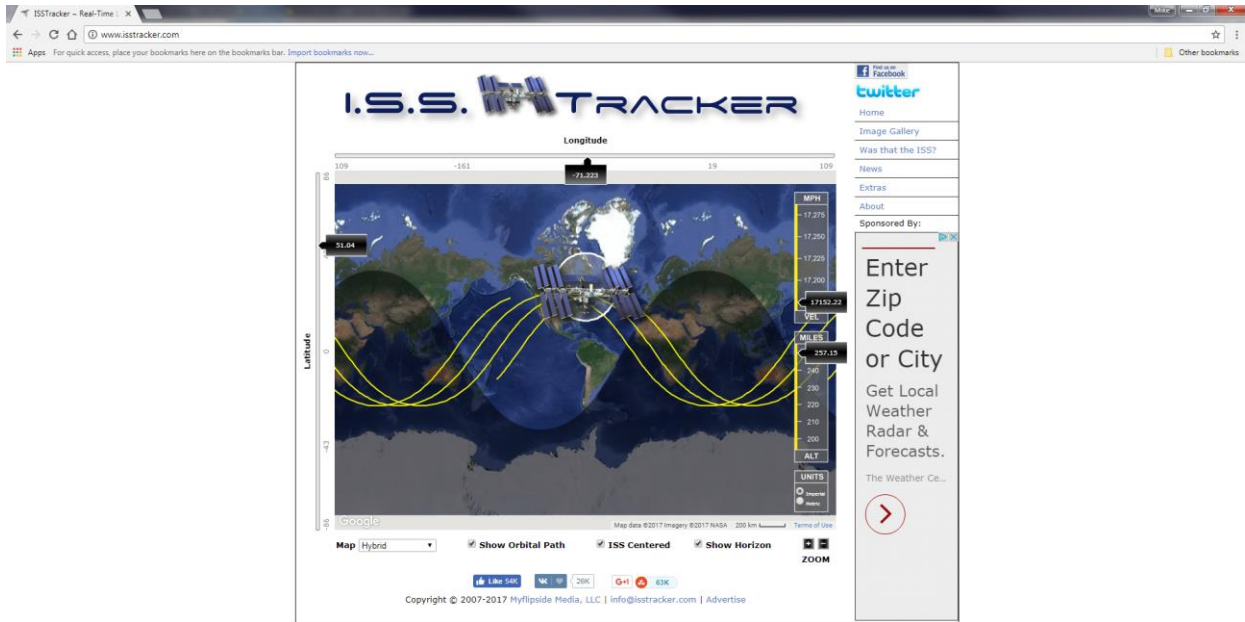 ISSTracker – Real-Time
Mike
www.isstracker.com
Apps For quick access, place your bookmarks here on the bookmarks bar. Import bookmarks now...
Other bookmarks
I.S.S. TRACKER
Longitude
109 -161 19 109
-71.223
86
51.04
Latitude
0
-43
-86
MPH
17,275
17,250
17,225
17,200
17152.22
VEL
MILES
257.15
240
230
220
210
200
ALT
UNITS
Imperial
Metric
Google
Map data ©2017 Imagery ©2017 NASA 200 km Terms of Use
Map Hybrid Show Orbital Path ISS Centered Show Horizon
ZOOM
Like 54K 26K G+1 63K
Copyright © 2007-2017 Myflipside Media, LLC | info@isstracker.com | Advertise
Find us on
Facebook
twitter
Home
Image Gallery
Was that the ISS?
News
Extras
About
Sponsored By:
Enter
Zip
Code
or City
Get Local
Weather
Radar &
Forecasts.
The Weather Ce...